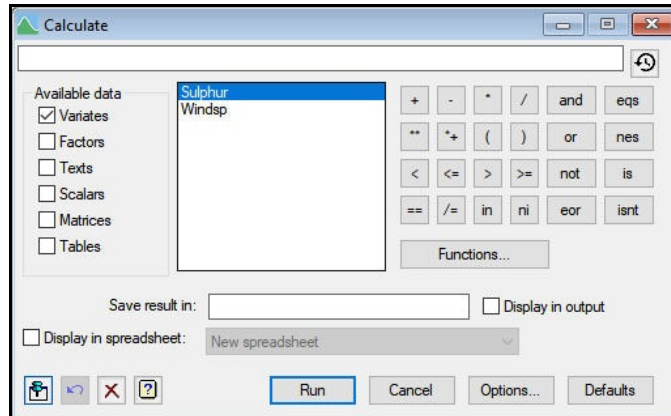 Calculate
Available data
Variates
Factors
Texts
Scalars
Matrices
Tables
Sulphur
Windsp
+ - * / and eqs
** *+ ( ) or nes
< <= > >= not is
== /= in ni eor isnt
Functions...
Save result in:
Display in output
Display in spreadsheet: New spreadsheet
Run Cancel Options... Defaults